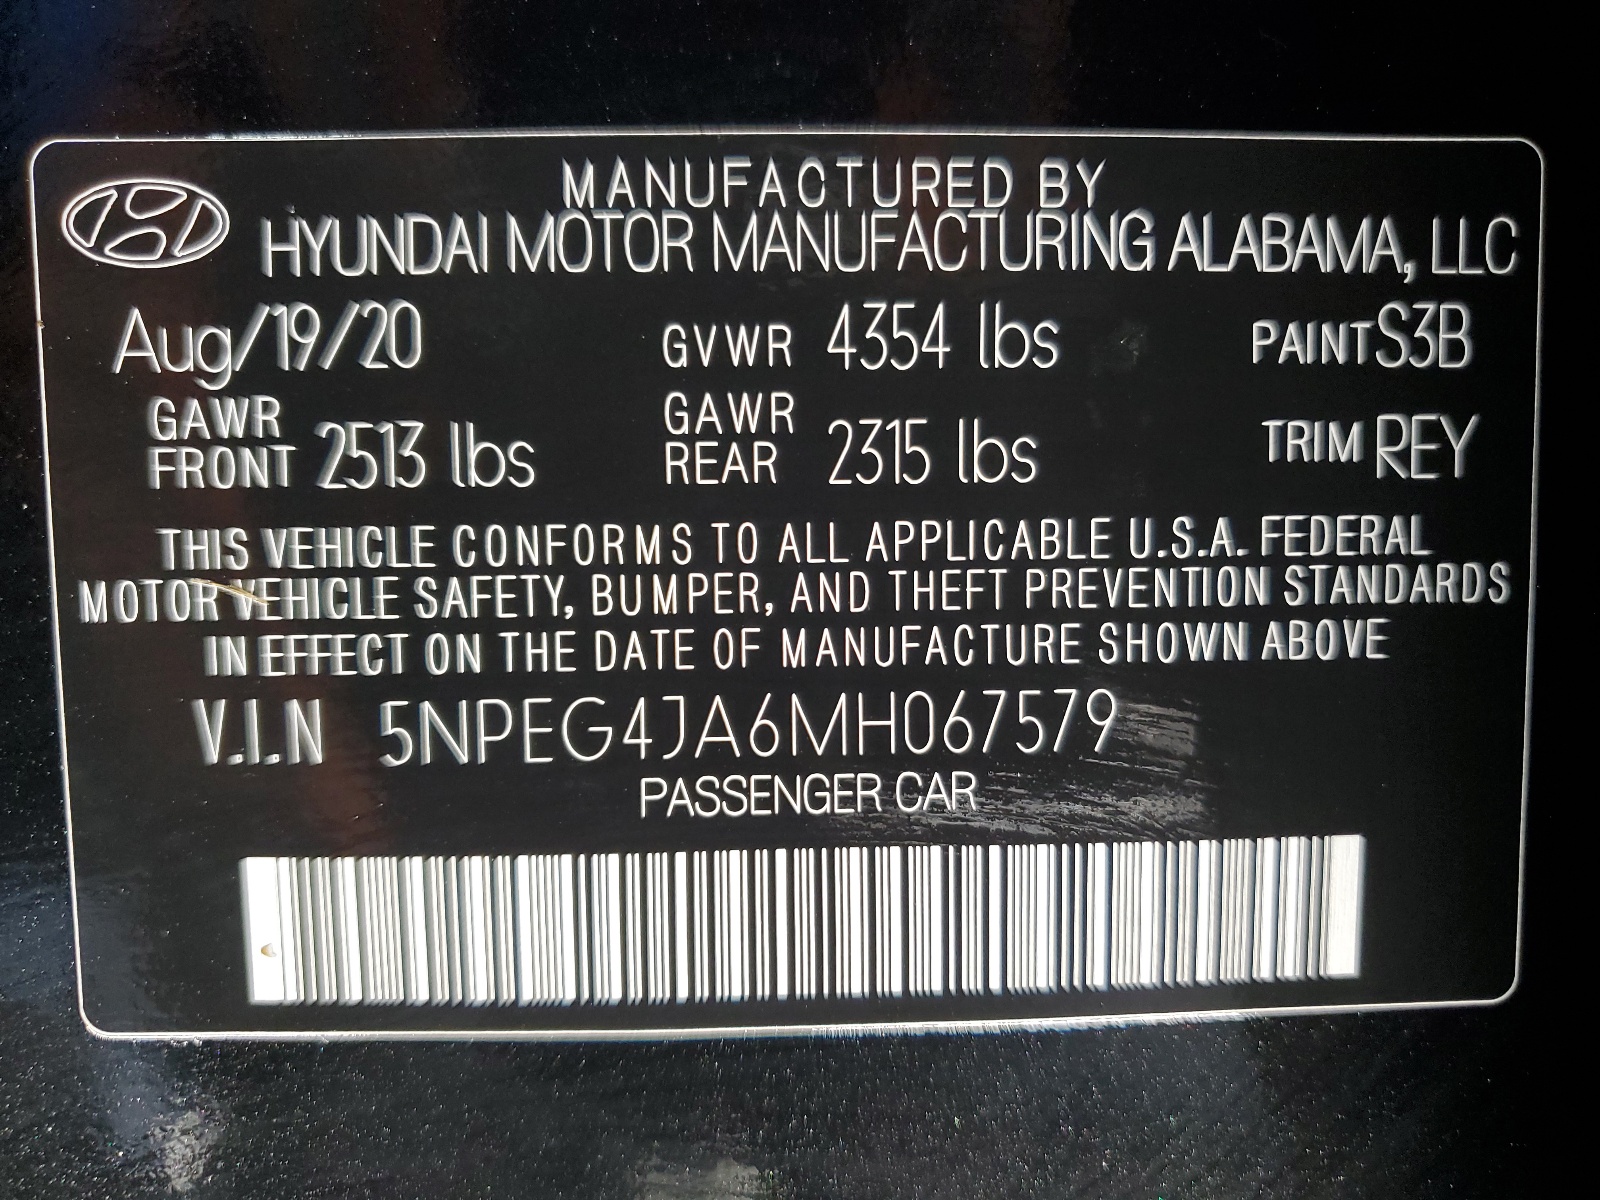 MANUFACTURED BY
HYUNDAI MOTOR MANUFACTURING ALABAMA, LLC
Aug/19/20 GVWR 4354 lbs PAINT S3B
GAWR FRONT 2513 lbs GAWR REAR 2315 lbs TRIM REY
THIS VEHICLE CONFORMS TO ALL APPLICABLE U.S.A. FEDERAL
MOTOR VEHICLE SAFETY, BUMPER, AND THEFT PREVENTION STANDARDS
IN EFFECT ON THE DATE OF MANUFACTURE SHOWN ABOVE
V.I.N 5NPEG4JA6MH067579
PASSENGER CAR